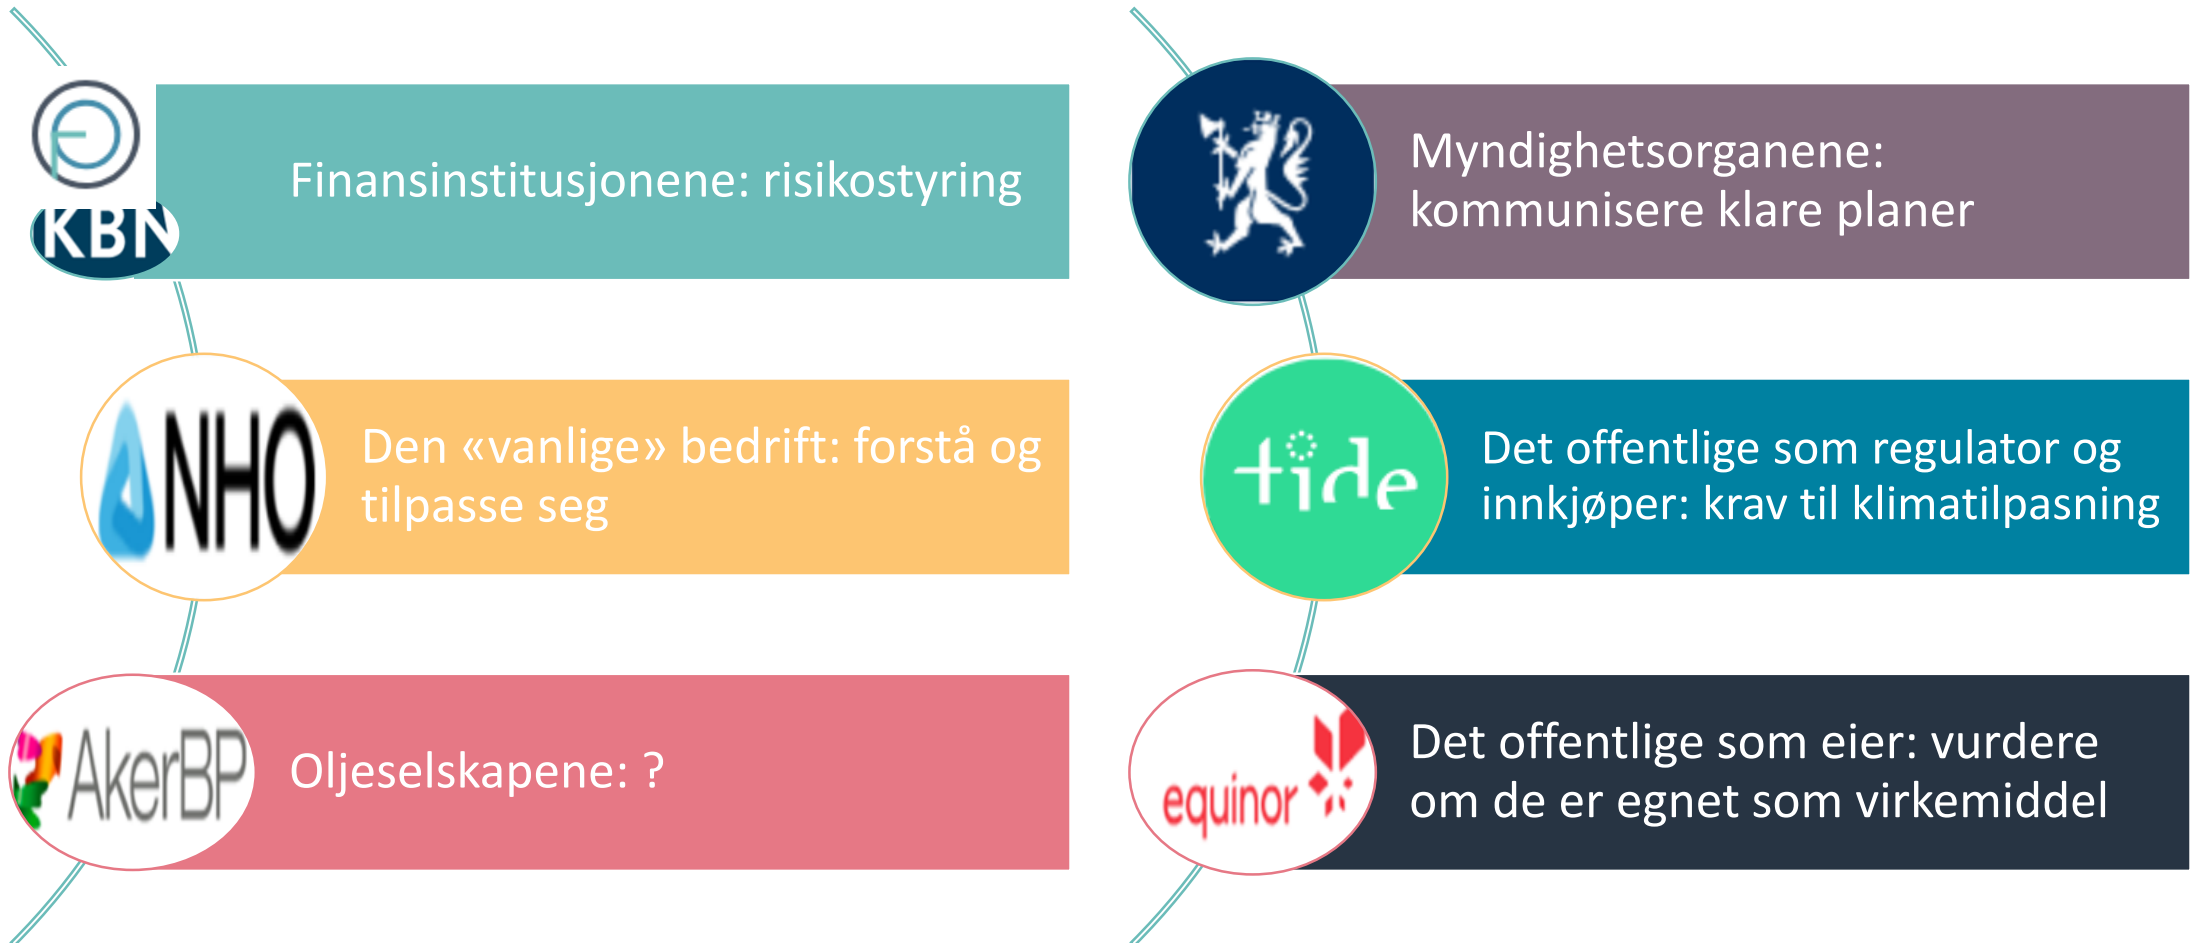 KBN
Finansinstitusjonene: risikostyring
NHO
Den «vanlige» bedrift: forstå og
tilpasse seg
AkerBP
Oljeselskapene: ?
Myndighetsorganene:
kommunisere klare planer
tide
Det offentlige som regulator og
innkjøper: krav til klimatilpasning
equinor
Det offentlige som eier: vurdere
om de er egnet som virkemiddel